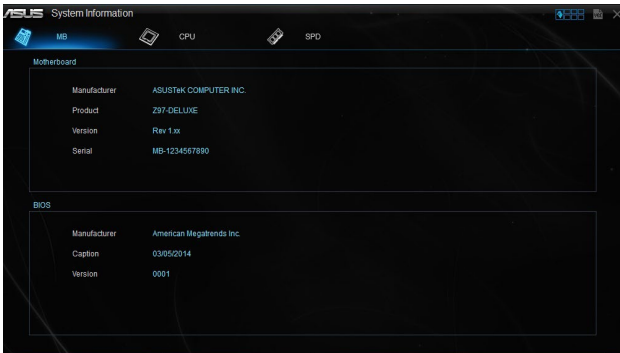 ASUS System Information
MB CPU SPD
Motherboard
Manufacturer ASUSTeK COMPUTER INC.
Product Z97-DELUXE
Version Rev 1.xx
Serial MB-1234567890
BIOS
Manufacturer American Megatrends Inc.
Caption 03/05/2014
Version 0001